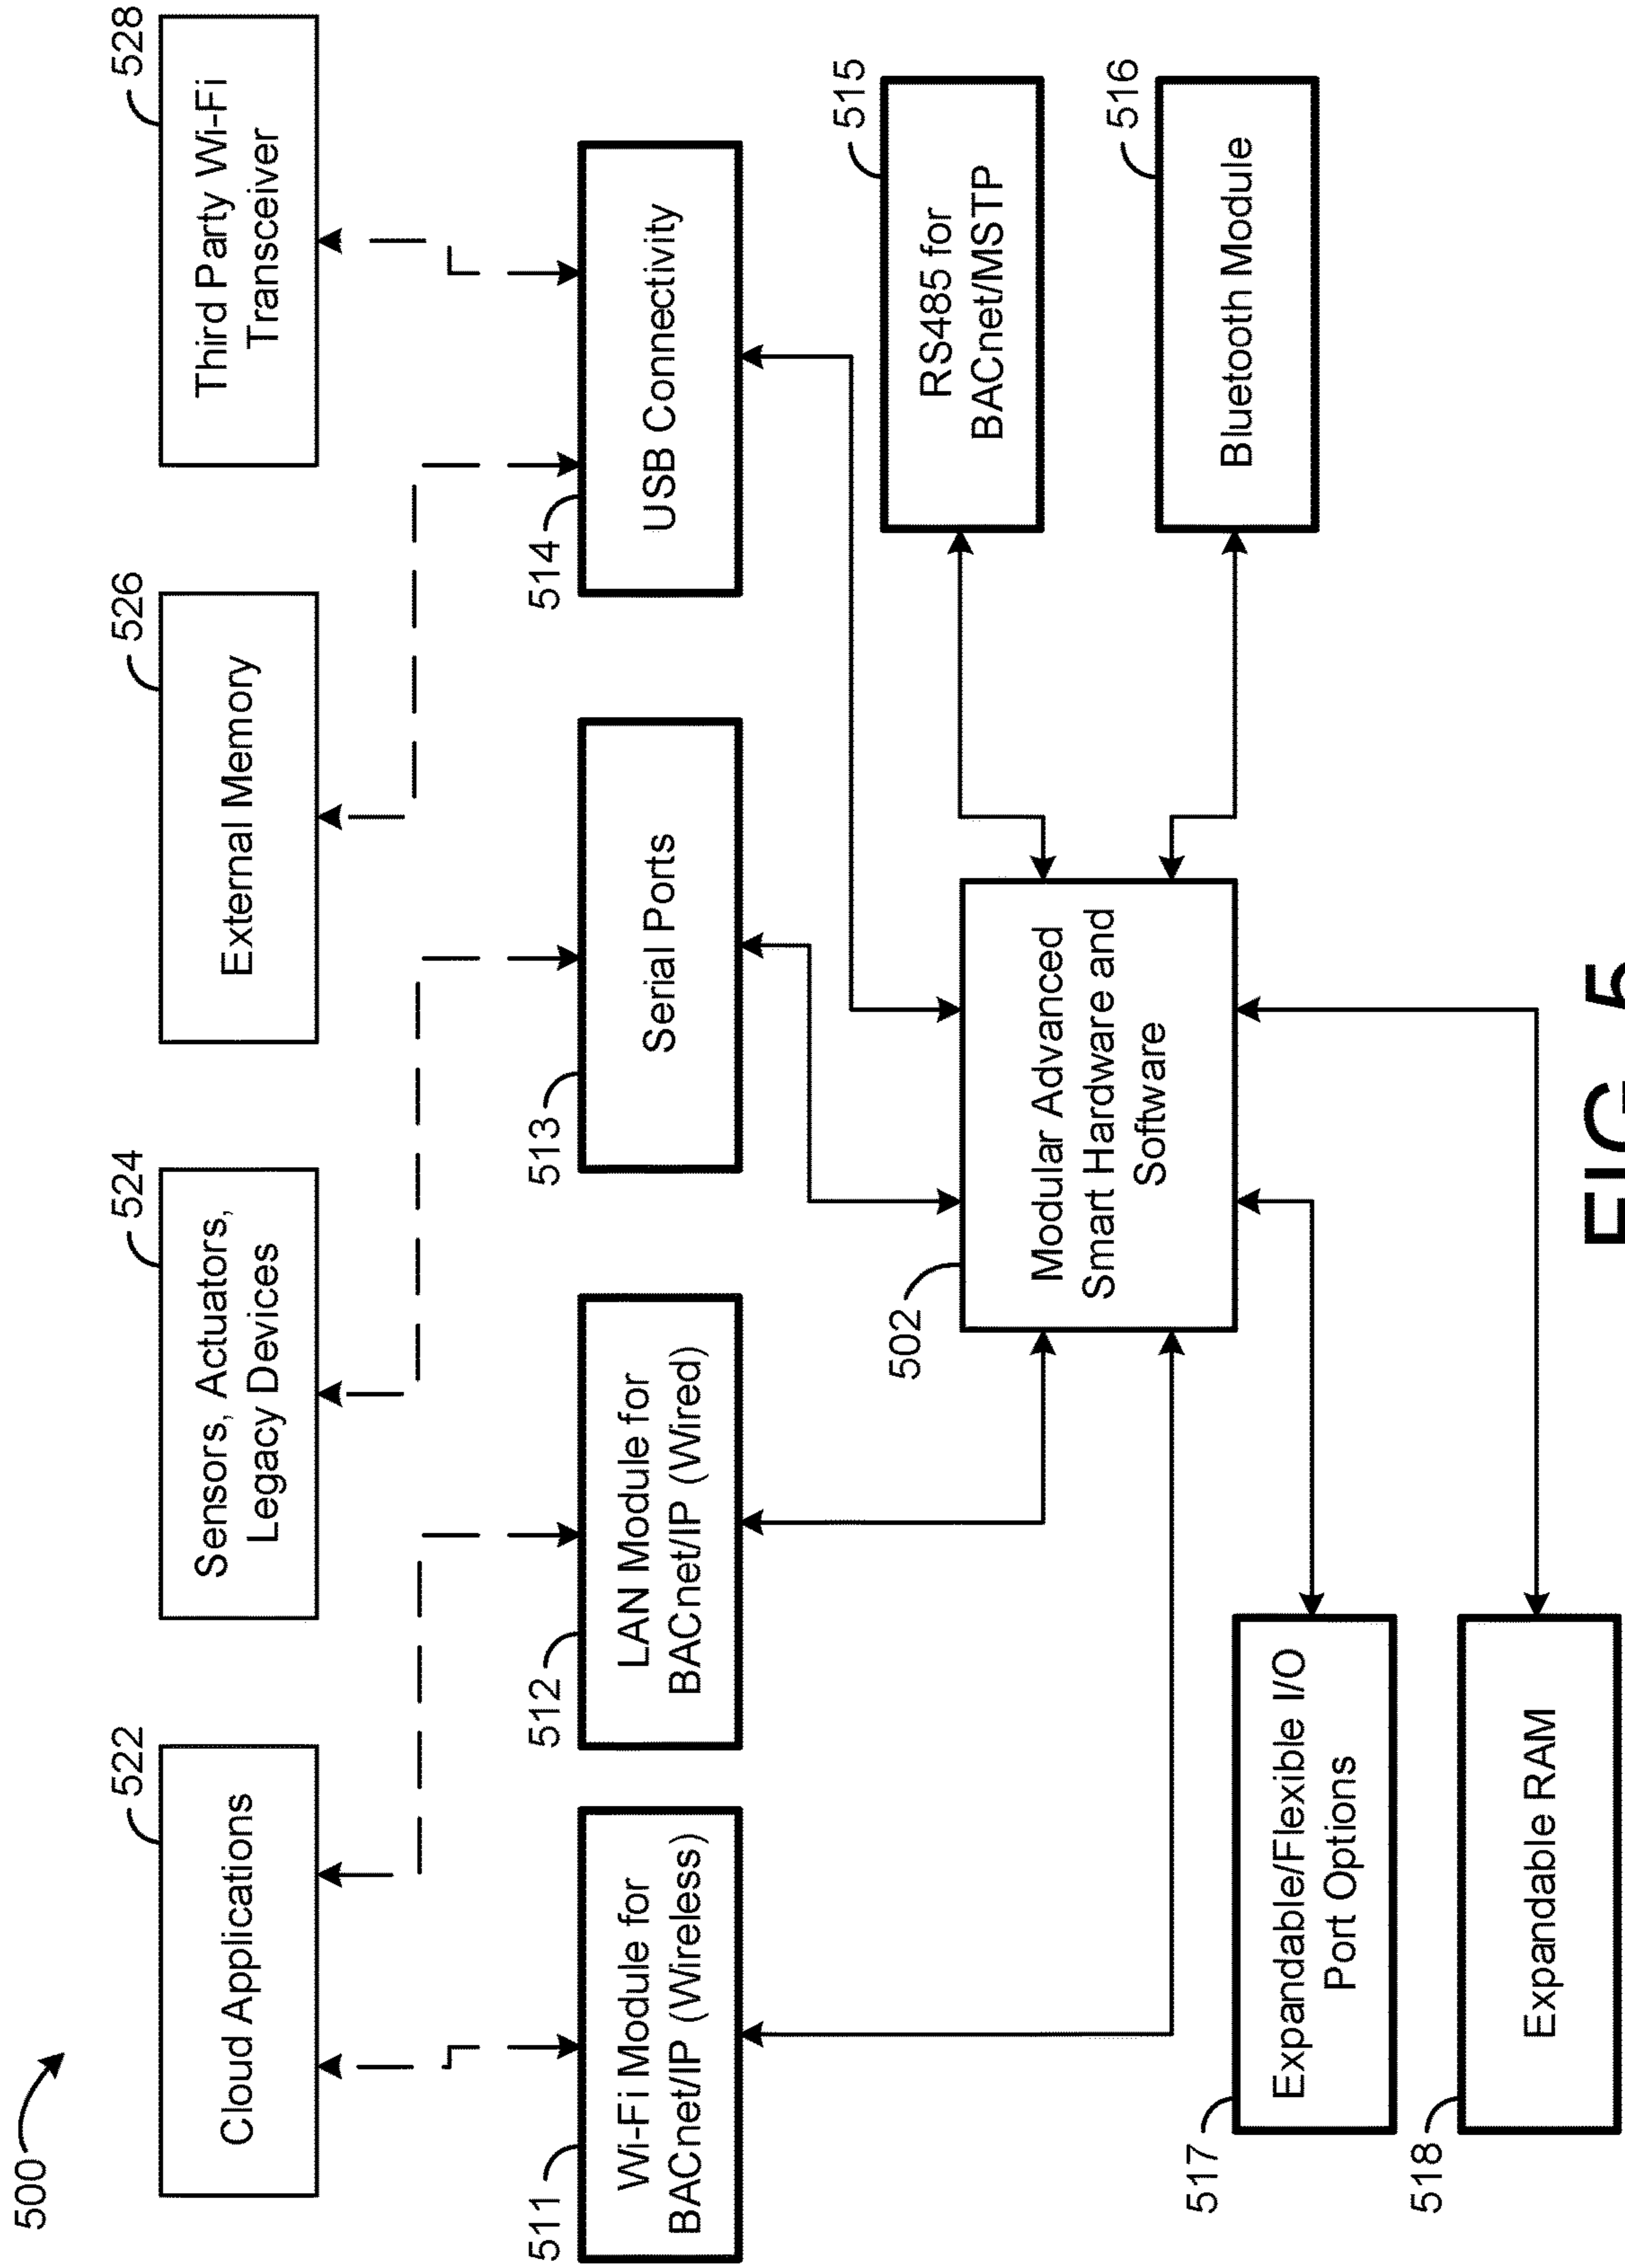 500
522
Cloud Applications
524
Sensors, Actuators,
Legacy Devices
526
External Memory
528
Third Party Wi-Fi
Transceiver
511
Wi-Fi Module for
BACnet/IP (Wireless)
512
LAN Module for
BACnet/IP (Wired)
513
Serial Ports
514
USB Connectivity
502
Modular Advanced
Smart Hardware and
Software
515
RS485 for
BACnet/MSTP
516
Bluetooth Module
517
Expandable/Flexible I/O
Port Options
518
Expandable RAM
FIG. 5